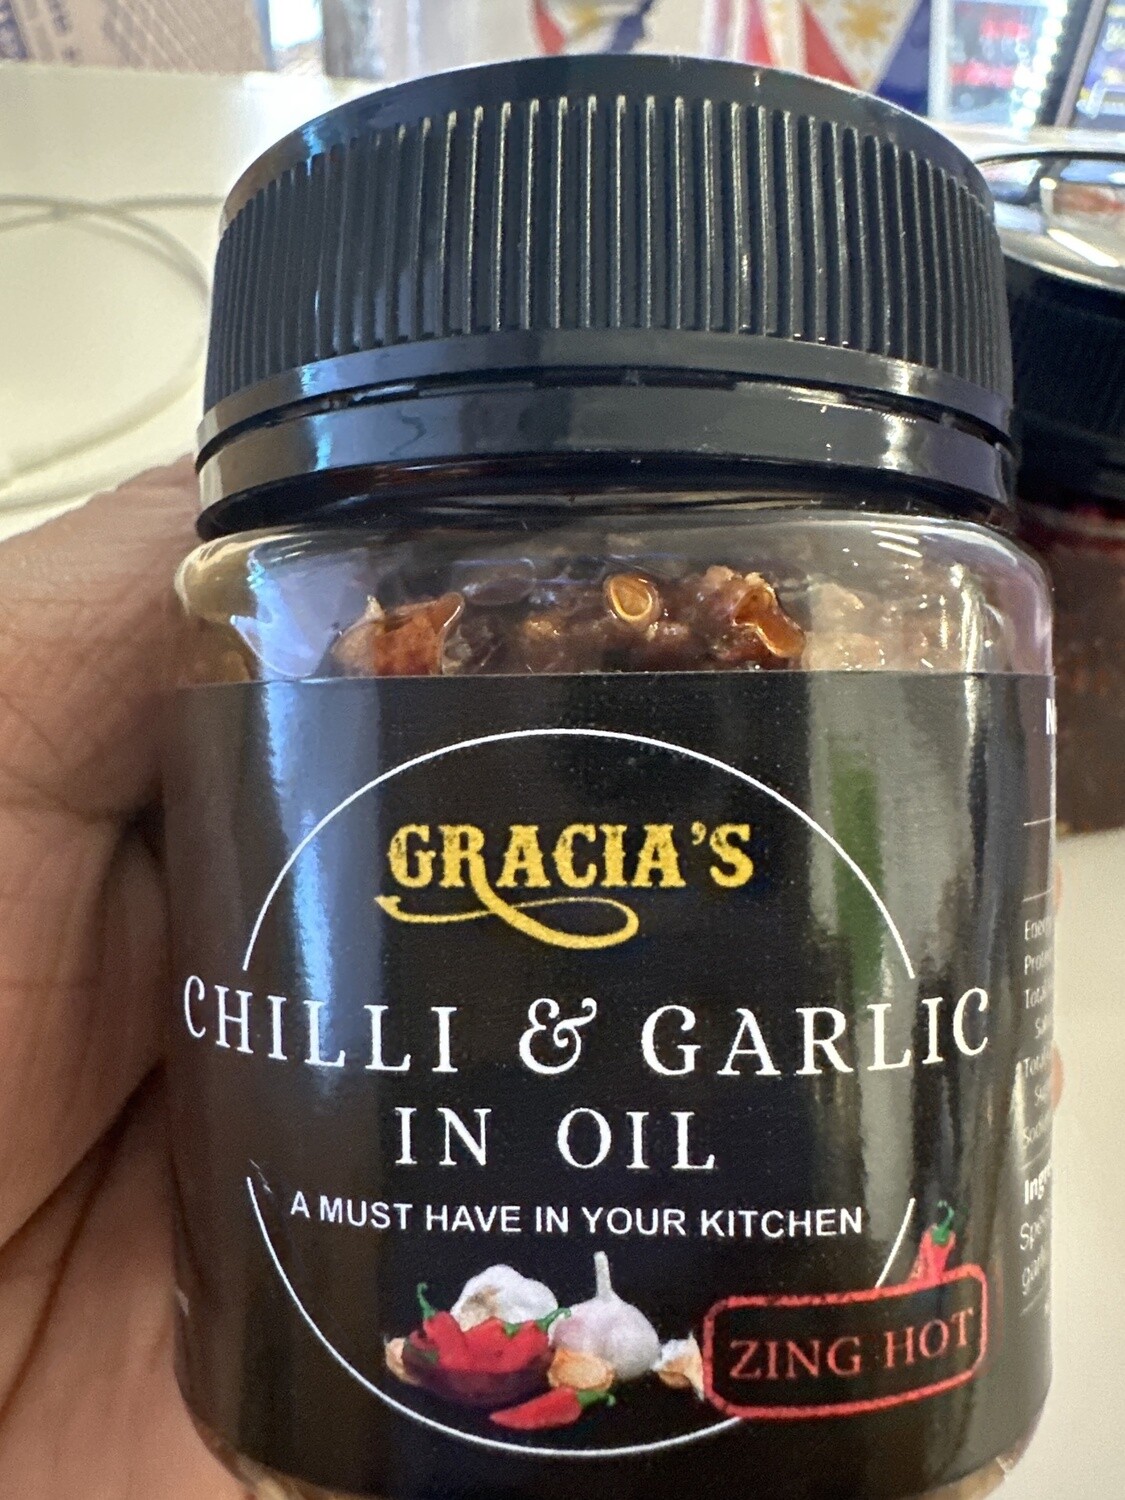 GRACIA'S
CHILLI & GARLIC
IN OIL
A MUST HAVE IN YOUR KITCHEN
ZING HOT